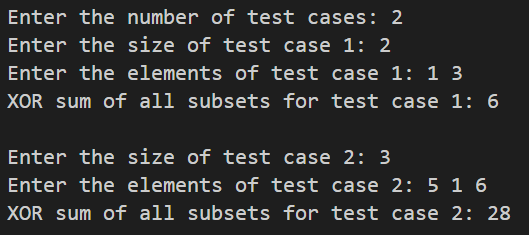 Enter the number of test cases: 2
Enter the size of test case 1: 2
Enter the elements of test case 1: 1 3
XOR sum of all subsets for test case 1: 6
Enter the size of test case 2: 3
Enter the elements of test case 2: 5 1 6
XOR sum of all subsets for test case 2: 28